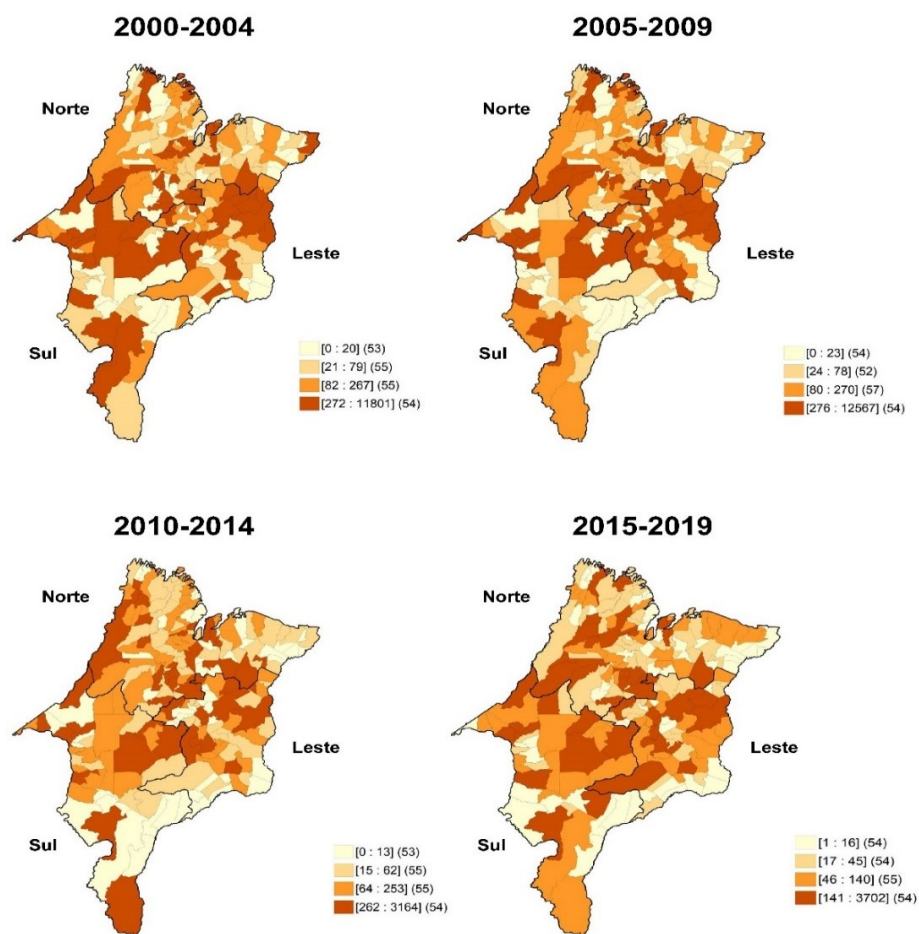 2000-2004
Norte
Leste
Sul
[0 : 20] (53)
[21 : 79] (55)
[82 : 267] (55)
[272 : 11801] (54)
2005-2009
Norte
Leste
Sul
[0 : 23] (54)
[24 : 78] (52)
[80 : 270] (57)
[276 : 12567] (54)
2010-2014
Norte
Leste
Sul
[0 : 13] (53)
[15 : 62] (55)
[64 : 253] (55)
[262 : 3164] (54)
2015-2019
Norte
Leste
Sul
[1 : 16] (54)
[17 : 45] (54)
[46 : 140] (55)
[141 : 3702] (54)